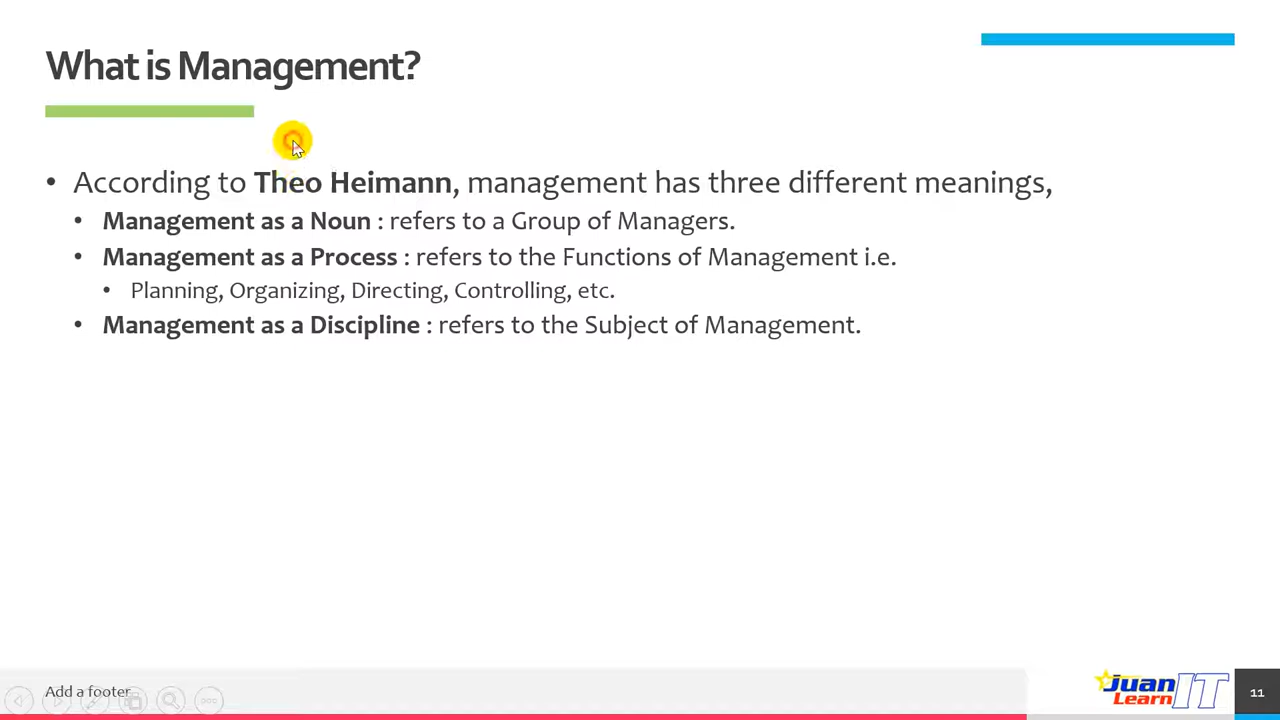 What is Management?
• According to Theo Heimann, management has three different meanings,
• Management as a Noun : refers to a Group of Managers.
• Management as a Process : refers to the Functions of Management i.e.
• Planning, Organizing, Directing, Controlling, etc.
• Management as a Discipline : refers to the Subject of Management.
Add a footer
Juan
Learn IT
11